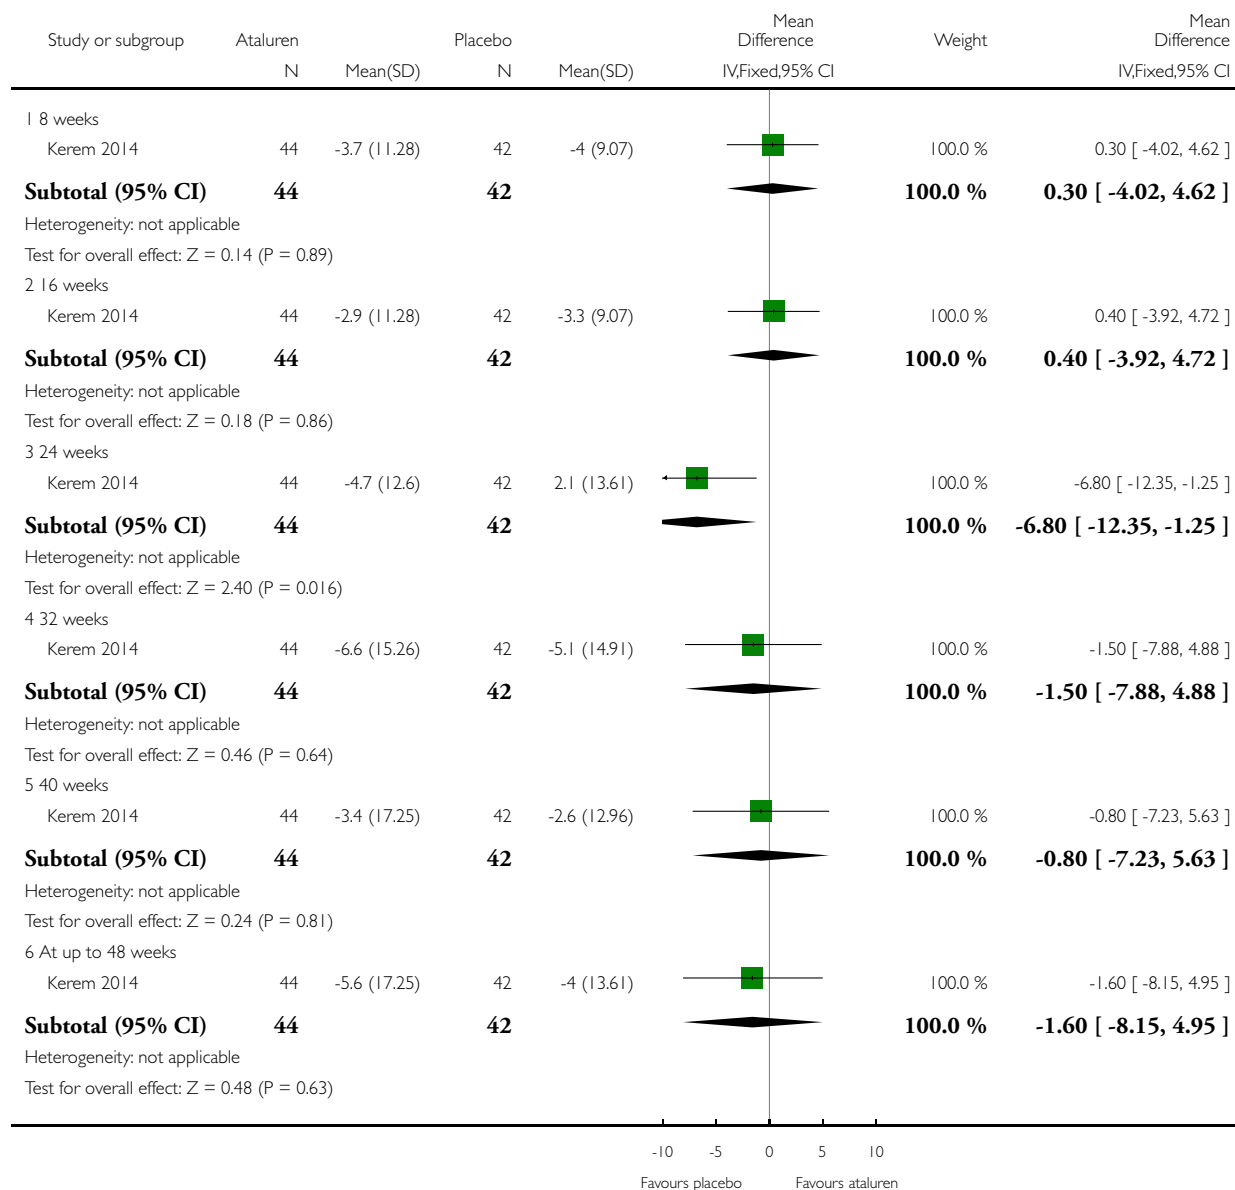 Mean Mean
Study or subgroup Ataluren Placebo Difference Weight Difference
N Mean(SD) N Mean(SD) IV,Fixed,95% CI IV,Fixed,95% CI
1 8 weeks
Kerem 2014 44 -3.7 (11.28) 42 -4 (9.07) 100.0 % 0.30 [ -4.02, 4.62 ]
Subtotal (95% CI) 44 42 100.0 % 0.30 [ -4.02, 4.62 ]
Heterogeneity: not applicable
Test for overall effect: Z = 0.14 (P = 0.89)
2 16 weeks
Kerem 2014 44 -2.9 (11.28) 42 -3.3 (9.07) 100.0 % 0.40 [ -3.92, 4.72 ]
Subtotal (95% CI) 44 42 100.0 % 0.40 [ -3.92, 4.72 ]
Heterogeneity: not applicable
Test for overall effect: Z = 0.18 (P = 0.86)
3 24 weeks
Kerem 2014 44 -4.7 (12.6) 42 2.1 (13.61) 100.0 % -6.80 [ -12.35, -1.25 ]
Subtotal (95% CI) 44 42 100.0 % -6.80 [ -12.35, -1.25 ]
Heterogeneity: not applicable
Test for overall effect: Z = 2.40 (P = 0.016)
4 32 weeks
Kerem 2014 44 -6.6 (15.26) 42 -5.1 (14.91) 100.0 % -1.50 [ -7.88, 4.88 ]
Subtotal (95% CI) 44 42 100.0 % -1.50 [ -7.88, 4.88 ]
Heterogeneity: not applicable
Test for overall effect: Z = 0.46 (P = 0.64)
5 40 weeks
Kerem 2014 44 -3.4 (17.25) 42 -2.6 (12.96) 100.0 % -0.80 [ -7.23, 5.63 ]
Subtotal (95% CI) 44 42 100.0 % -0.80 [ -7.23, 5.63 ]
Heterogeneity: not applicable
Test for overall effect: Z = 0.24 (P = 0.81)
6 At up to 48 weeks
Kerem 2014 44 -5.6 (17.25) 42 -4 (13.61) 100.0 % -1.60 [ -8.15, 4.95 ]
Subtotal (95% CI) 44 42 100.0 % -1.60 [ -8.15, 4.95 ]
Heterogeneity: not applicable
Test for overall effect: Z = 0.48 (P = 0.63)
-10 -5 0 5 10
Favours placebo Favours ataluren